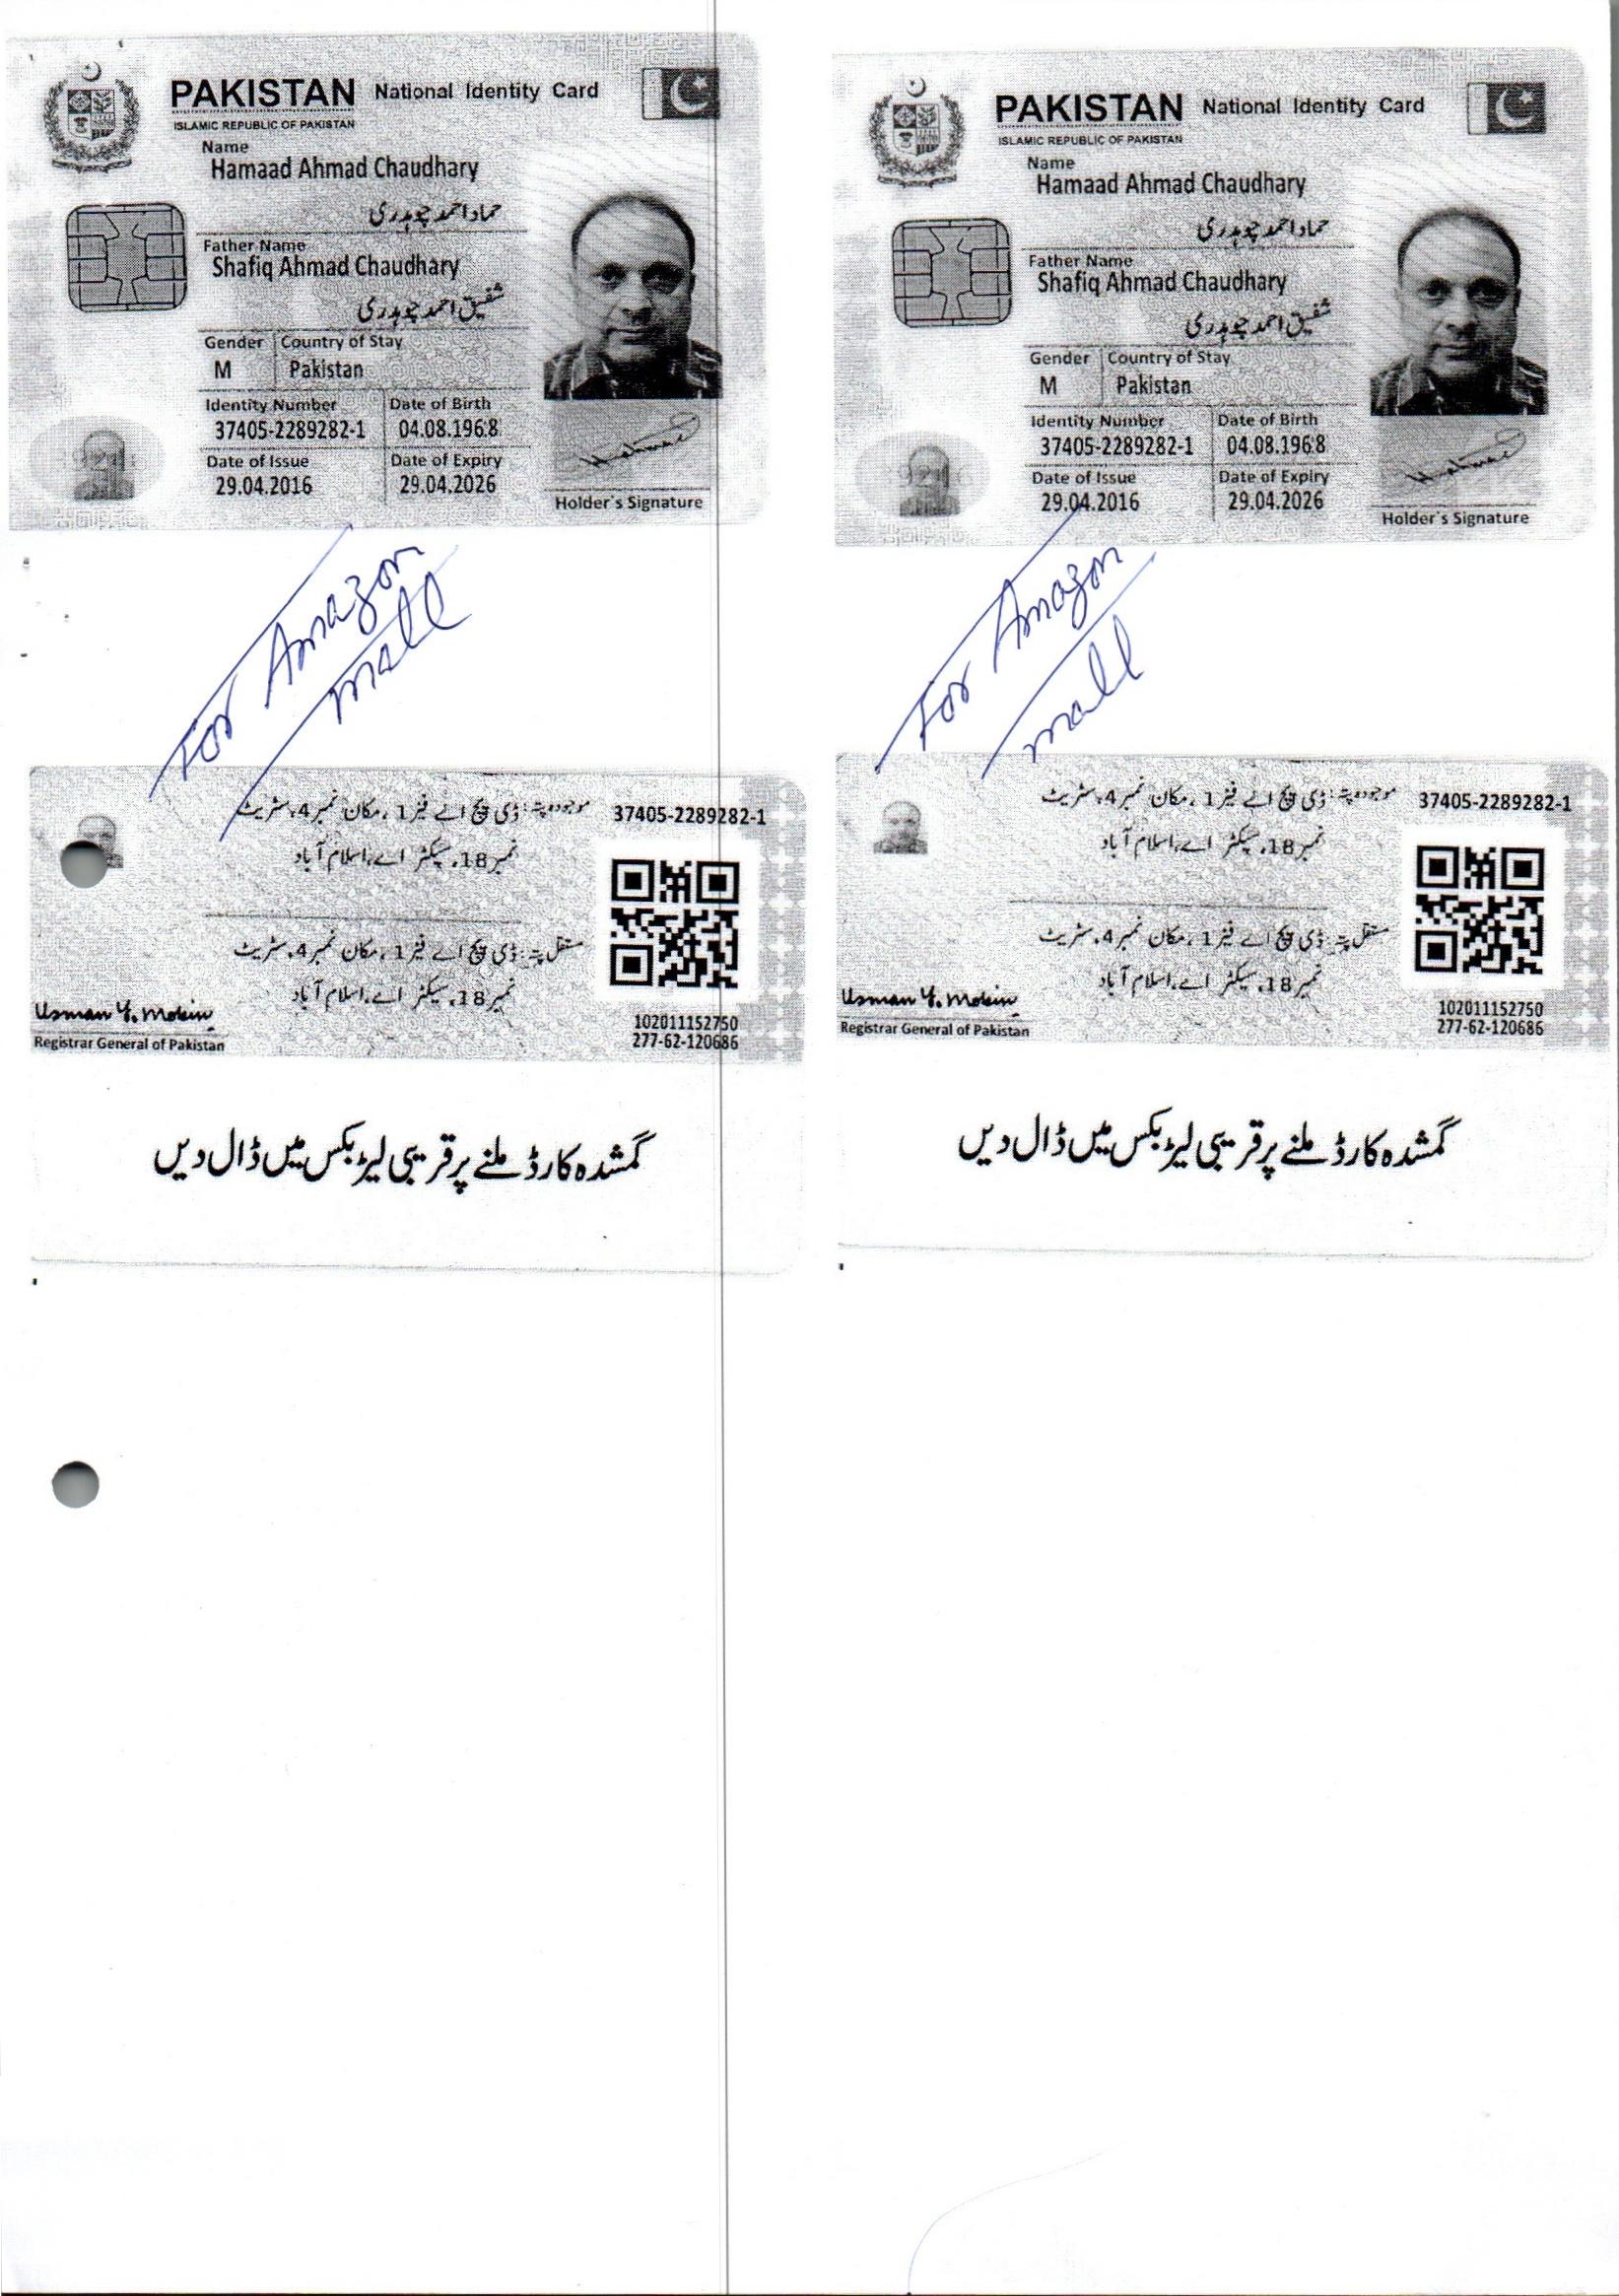 PAKISTAN National Identity Card
ISLAMIC REPUBLIC OF PAKISTAN
Name
Hamaad Ahmad Chaudhary
حماد احمد چوہدری
Father Name
Shafiq Ahmad Chaudhary
شفیق احمد چوہدری
Gender Country of Stay
M Pakistan
Identity Number Date of Birth
37405-2289282-1 04.08.1968
Date of Issue Date of Expiry
29.04.2016 29.04.2026
Holder's Signature
For Amazon
mall
37405-2289282-1
موجودہ پتہ: ڈی ایچ اے فیز 1، مکان نمبر 4، سٹریٹ
نمبر 18، سیکٹر اے، اسلام آباد
مستقل پتہ: ڈی ایچ اے فیز 1، مکان نمبر 4، سٹریٹ
نمبر 18، سیکٹر اے، اسلام آباد
Usman Y. Mobin
Registrar General of Pakistan
102011152750
277-62-120686
گمشدہ کارڈ ملنے پر قریبی لیٹر بکس میں ڈال دیں
PAKISTAN National Identity Card
ISLAMIC REPUBLIC OF PAKISTAN
Name
Hamaad Ahmad Chaudhary
حماد احمد چوہدری
Father Name
Shafiq Ahmad Chaudhary
شفیق احمد چوہدری
Gender Country of Stay
M Pakistan
Identity Number Date of Birth
37405-2289282-1 04.08.1968
Date of Issue Date of Expiry
29.04.2016 29.04.2026
Holder's Signature
For Amazon
mall
37405-2289282-1
موجودہ پتہ: ڈی ایچ اے فیز 1، مکان نمبر 4، سٹریٹ
نمبر 18، سیکٹر اے، اسلام آباد
مستقل پتہ: ڈی ایچ اے فیز 1، مکان نمبر 4، سٹریٹ
نمبر 18، سیکٹر اے، اسلام آباد
Usman Y. Mobin
Registrar General of Pakistan
102011152750
277-62-120686
گمشدہ کارڈ ملنے پر قریبی لیٹر بکس میں ڈال دیں